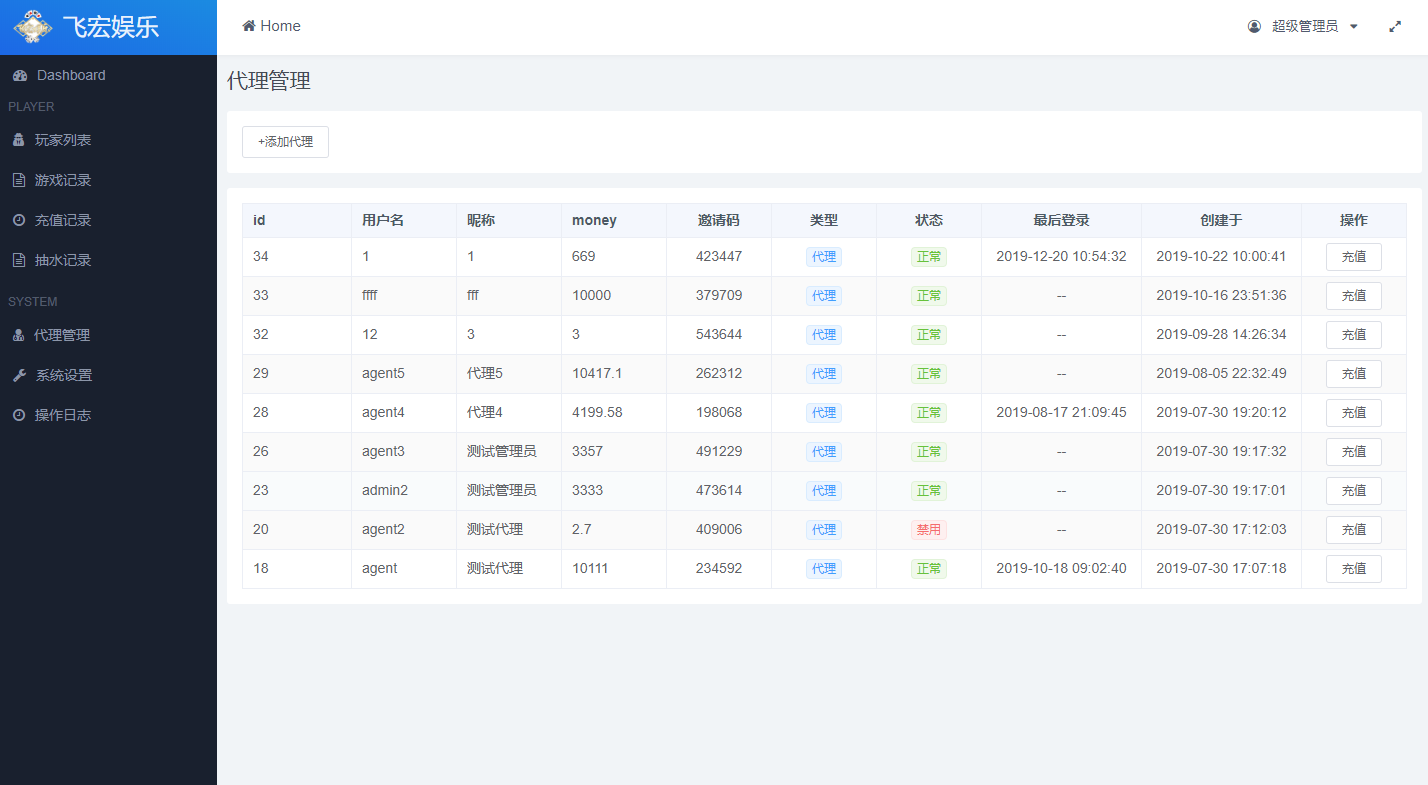 飞宏娱乐
Home
超级管理员
Dashboard
PLAYER
玩家列表
游戏记录
充值记录
抽水记录
SYSTEM
代理管理
系统设置
操作日志
代理管理
+添加代理
id 用户名 昵称 money 邀请码 类型 状态 最后登录 创建于 操作
34 1 1 669 423447 代理 正常 2019-12-20 10:54:32 2019-10-22 10:00:41 充值
33 ffff fff 10000 379709 代理 正常 -- 2019-10-16 23:51:36 充值
32 12 3 3 543644 代理 正常 -- 2019-09-28 14:26:34 充值
29 agent5 代理5 10417.1 262312 代理 正常 -- 2019-08-05 22:32:49 充值
28 agent4 代理4 4199.58 198068 代理 正常 2019-08-17 21:09:45 2019-07-30 19:20:12 充值
26 agent3 测试管理员 3357 491229 代理 正常 -- 2019-07-30 19:17:32 充值
23 admin2 测试管理员 3333 473614 代理 正常 -- 2019-07-30 19:17:01 充值
20 agent2 测试代理 2.7 409006 代理 禁用 -- 2019-07-30 17:12:03 充值
18 agent 测试代理 10111 234592 代理 正常 2019-10-18 09:02:40 2019-07-30 17:07:18 充值